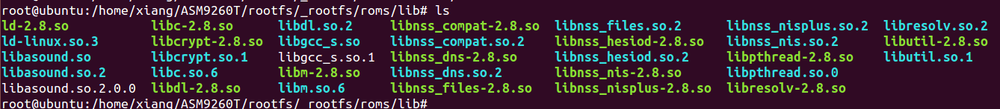 root@ubuntu:/home/xiang/ASM9260T/rootfs/_rootfs/roms/lib# ls
ld-2.8.so libc-2.8.so libdl.so.2 libnss_compat-2.8.so libnss_files.so.2 libnss_nisplus.so.2 libresolv.so.2
ld-linux.so.3 libcrypt-2.8.so libgcc_s.so libnss_compat.so.2 libnss_hesiod-2.8.so libnss_nis.so.2 libutil-2.8.so
libasound.so libcrypt.so.1 libgcc_s.so.1 libnss_dns-2.8.so libnss_hesiod.so.2 libpthread-2.8.so libutil.so.1
libasound.so.2 libc.so.6 libm-2.8.so libnss_dns.so.2 libnss_nis-2.8.so libpthread.so.0
libasound.so.2.0.0 libdl-2.8.so libm.so.6 libnss_files-2.8.so libnss_nisplus-2.8.so libresolv-2.8.so
root@ubuntu:/home/xiang/ASM9260T/rootfs/_rootfs/roms/lib#